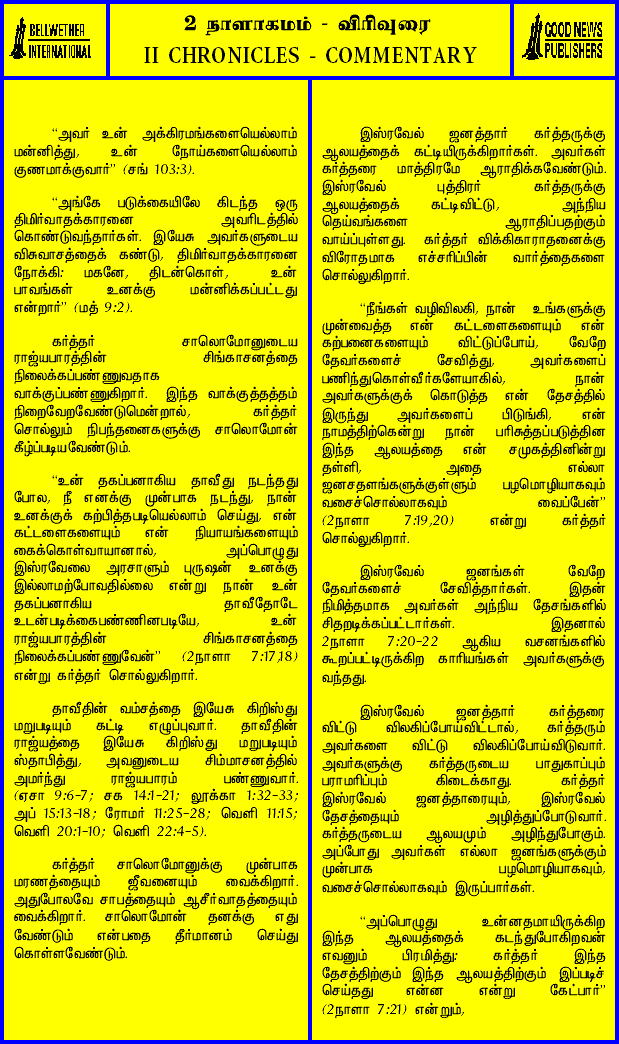 BELLWETHER
INTERNATIONAL
2 நாளாகமம் - விரிவுரை
II CHRONICLES - COMMENTARY
GOOD NEWS
PUBLISHERS
“அவர் உன் அக்கிரமங்களையெல்லாம்
மன்னித்து, உன் நோய்களையெல்லாம்
குணமாக்குவார்” (சங் 103:3).
“அங்கே படுக்கையிலே கிடந்த ஒரு
திமிர்வாதக்காரனை அவரிடத்தில்
கொண்டுவந்தார்கள். இயேசு அவர்களுடைய
விசுவாசத்தைக் கண்டு, திமிர்வாதக்காரனை
நோக்கி: மகனே, திடன்கொள், உன்
பாவங்கள் உனக்கு மன்னிக்கப்பட்டது
என்றார்” (மத் 9:2).
கர்த்தர் சாலொமோனுடைய
ராஜ்யபாரத்தின் சிங்காசனத்தை
நிலைக்கப்பண்ணுவதாக
வாக்குப்பண்ணுகிறார். இந்த வாக்குத்தத்தம்
நிறைவேறவேண்டுமென்றால், கர்த்தர்
சொல்லும் நிபந்தனைகளுக்கு சாலொமோன்
கீழ்ப்படியவேண்டும்.
“உன் தகப்பனாகிய தாவீது நடந்தது
போல, நீ எனக்கு முன்பாக நடந்து, நான்
உனக்குக் கற்பித்தபடியெல்லாம் செய்து, என்
கட்டளைகளையும் என் நியாயங்களையும்
கைக்கொள்வாயானால், அப்பொழுது
இஸ்ரவேலை அரசாளும் புருஷன் உனக்கு
இல்லாமற்போவதில்லை என்று நான் உன்
தகப்பனாகிய தாவீதோடே
உடன்படிக்கைபண்ணினபடியே, உன்
ராஜ்யபாரத்தின் சிங்காசனத்தை
நிலைக்கப்பண்ணுவேன்” (2நாளா 7:17,18)
என்று கர்த்தர் சொல்லுகிறார்.
தாவீதின் வம்சத்தை இயேசு கிறிஸ்து
மறுபடியும் கட்டி எழுப்புவார். தாவீதின்
ராஜ்யத்தை இயேசு கிறிஸ்து மறுபடியும்
ஸ்தாபித்து, அவனுடைய சிம்மாசனத்தில்
அமர்ந்து ராஜ்யபாரம் பண்ணுவார்.
(ஏசா 9:6-7; சக 14:1-21; லூக்கா 1:32-33;
அப் 15:13-18; ரோமர் 11:25-28; வெளி 11:15;
வெளி 20:1-10; வெளி 22:4-5).
கர்த்தர் சாலொமோனுக்கு முன்பாக
மரணத்தையும் ஜீவனையும் வைக்கிறார்.
அதுபோலவே சாபத்தையும் ஆசீர்வாதத்தையும்
வைக்கிறார். சாலொமோன் தனக்கு எது
வேண்டும் என்பதை தீர்மானம் செய்து
கொள்ளவேண்டும்.
இஸ்ரவேல் ஜனத்தார் கர்த்தருக்கு
ஆலயத்தைக் கட்டியிருக்கிறார்கள். அவர்கள்
கர்த்தரை மாத்திரமே ஆராதிக்கவேண்டும்.
இஸ்ரவேல் புத்திரர் கர்த்தருக்கு
ஆலயத்தைக் கட்டிவிட்டு, அந்நிய
தெய்வங்களை ஆராதிப்பதற்கும்
வாய்ப்புள்ளது. கர்த்தர் விக்கிகாராதனைக்கு
விரோதமாக எச்சரிப்பின் வார்த்தைகளை
சொல்லுகிறார்.
“நீங்கள் வழிவிலகி, நான் உங்களுக்கு
முன்வைத்த என் கட்டளைகளையும் என்
கற்பனைகளையும் விட்டுப்போய், வேறே
தேவர்களைச் சேவித்து, அவர்களைப்
பணிந்துகொள்வீர்களேயாகில், நான்
அவர்களுக்குக் கொடுத்த என் தேசத்தில்
இருந்து அவர்களைப் பிடுங்கி, என்
நாமத்திற்கென்று நான் பரிசுத்தப்படுத்தின
இந்த ஆலயத்தை என் சமுகத்தினின்று
தள்ளி, அதை எல்லா
ஜனசதளங்களுக்குள்ளும் பழமொழியாகவும்
வசைச்சொல்லாகவும் வைப்பேன்”
(2நாளா 7:19,20) என்று கர்த்தர்
சொல்லுகிறார்.
இஸ்ரவேல் ஜனங்கள் வேறே
தேவர்களைச் சேவித்தார்கள். இதன்
நிமித்தமாக அவர்கள் அந்நிய தேசங்களில்
சிதறடிக்கப்பட்டார்கள். இதனால்
2நாளா 7:20-22 ஆகிய வசனங்களில்
கூறப்பட்டிருக்கிற காரியங்கள் அவர்களுக்கு
வந்தது.
இஸ்ரவேல் ஜனத்தார் கர்த்தரை
விட்டு விலகிப்போய்விட்டால், கர்த்தரும்
அவர்களை விட்டு விலகிப்போய்விடுவார்.
அவர்களுக்கு கர்த்தருடைய பாதுகாப்பும்
பராமரிப்பும் கிடைக்காது. கர்த்தர்
இஸ்ரவேல் ஜனத்தாரையும், இஸ்ரவேல்
தேசத்தையும் அழித்துப்போடுவார்.
கர்த்தருடைய ஆலயமும் அழிந்துபோகும்.
அப்போது அவர்கள் எல்லா ஜனங்களுக்கும்
முன்பாக பழமொழியாகவும்,
வசைச்சொல்லாகவும் இருப்பார்கள்.
“அப்பொழுது உன்னதமாயிருக்கிற
இந்த ஆலயத்தைக் கடந்துபோகிறவன்
எவனும் பிரமித்து: கர்த்தர் இந்த
தேசத்திற்கும் இந்த ஆலயத்திற்கும் இப்படிச்
செய்தது என்ன என்று கேட்பார்”
(2நாளா 7:21) என்றும்,